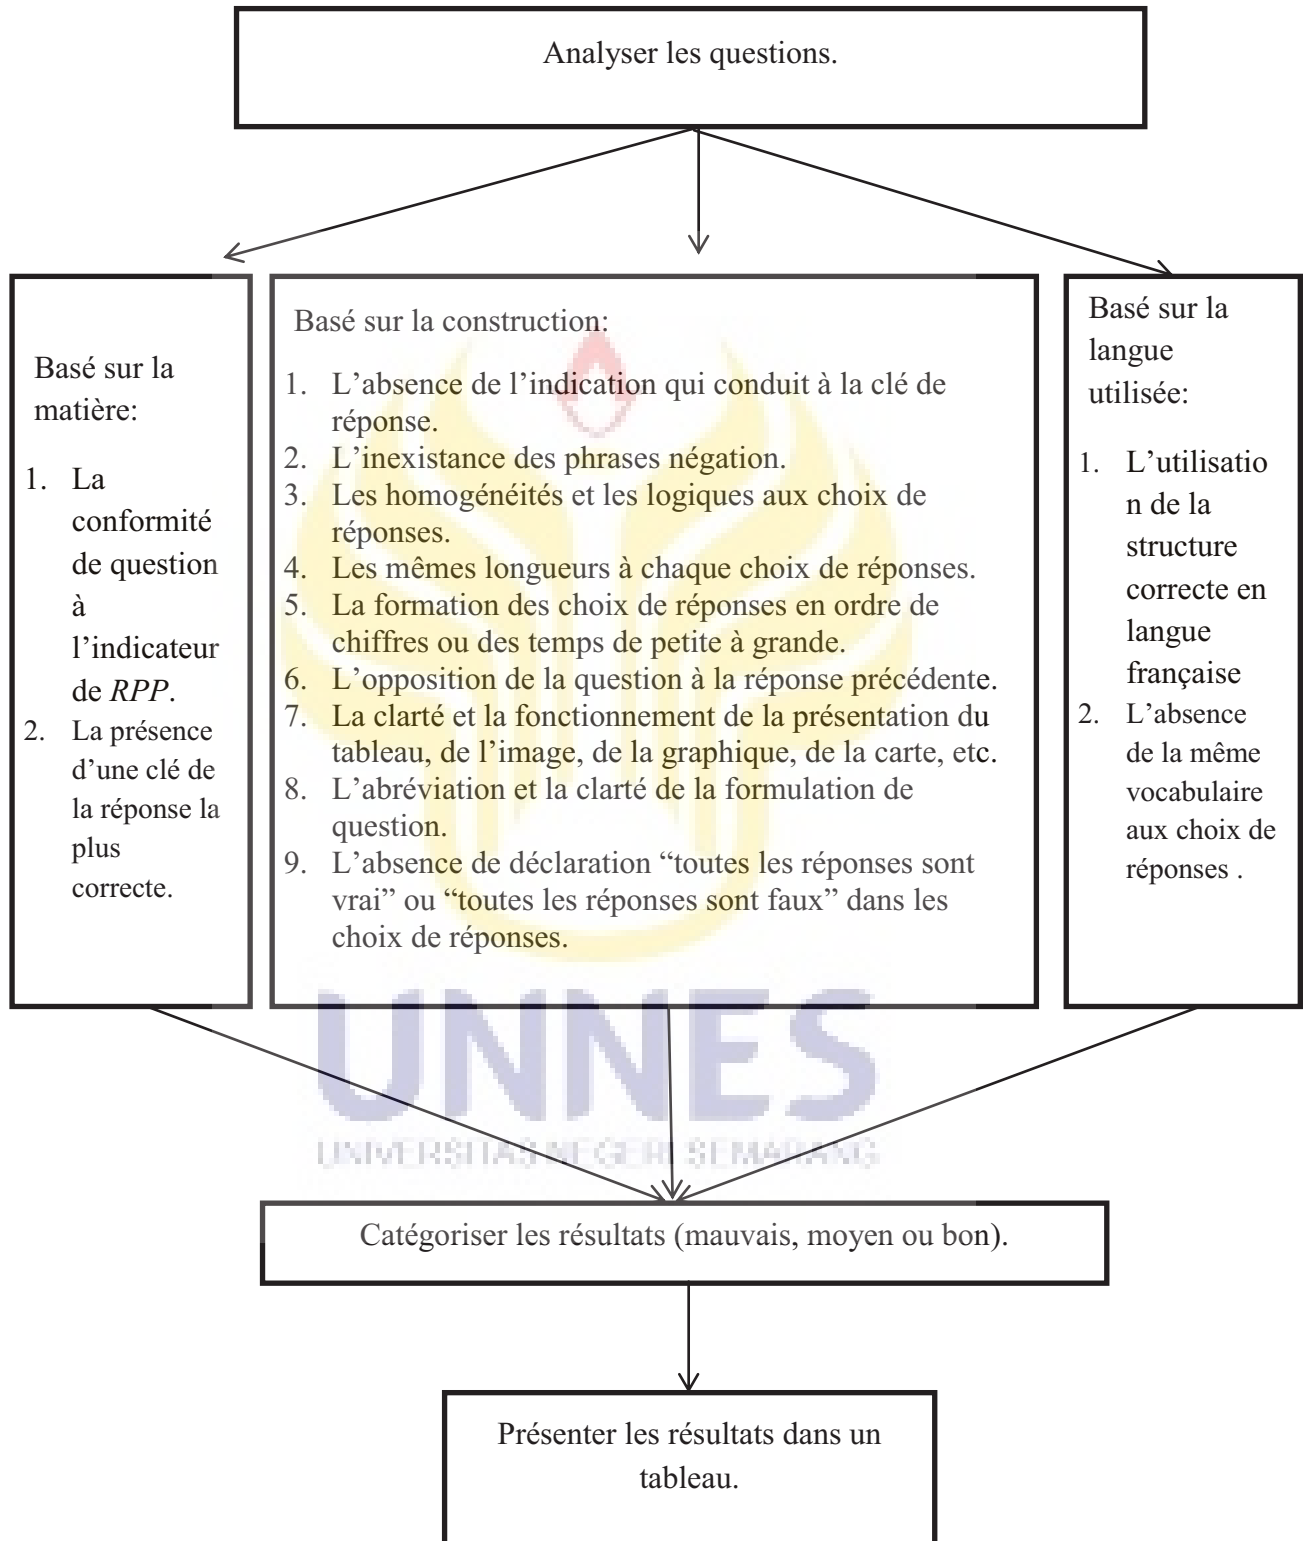 Analyser les questions.
Basé sur la
matière:
1. La
conformité
de question
à
l’indicateur
de RPP.
2. La présence
d’une clé de
la réponse la
plus
correcte.
Basé sur la construction:
1. L’absence de l’indication qui conduit à la clé de
réponse.
2. L’inexistance des phrases négation.
3. Les homogénéités et les logiques aux choix de
réponses.
4. Les mêmes longueurs à chaque choix de réponses.
5. La formation des choix de réponses en ordre de
chiffres ou des temps de petite à grande.
6. L’opposition de la question à la réponse précédente.
7. La clarté et la fonctionnement de la présentation du
tableau, de l’image, de la graphique, de la carte, etc.
8. L’abréviation et la clarté de la formulation de
question.
9. L’absence de déclaration “toutes les réponses sont
vrai” ou “toutes les réponses sont faux” dans les
choix de réponses.
Basé sur la
langue
utilisée:
1. L’utilisatio
n de la
structure
correcte en
langue
française
2. L’absence
de la même
vocabulaire
aux choix de
réponses .
UNNES
UNIVERSITAS NEGERI SEMARANG
Catégoriser les résultats (mauvais, moyen ou bon).
Présenter les résultats dans un
tableau.